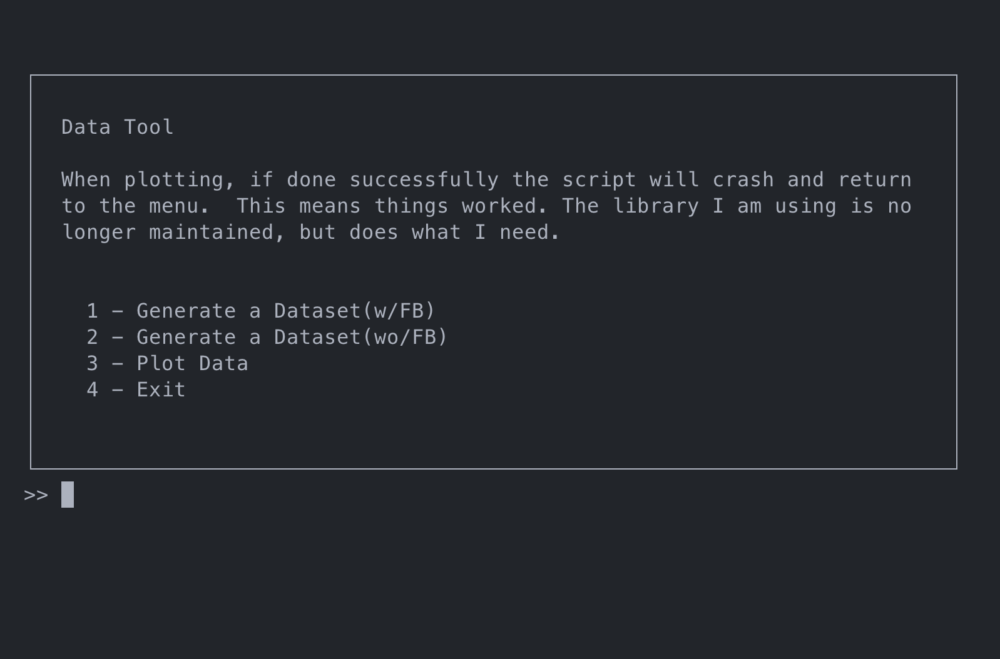 Data Tool
When plotting, if done successfully the script will crash and return
to the menu.  This means things worked. The library I am using is no
longer maintained, but does what I need.
1 – Generate a Dataset(w/FB)
2 – Generate a Dataset(wo/FB)
3 – Plot Data
4 – Exit
>>